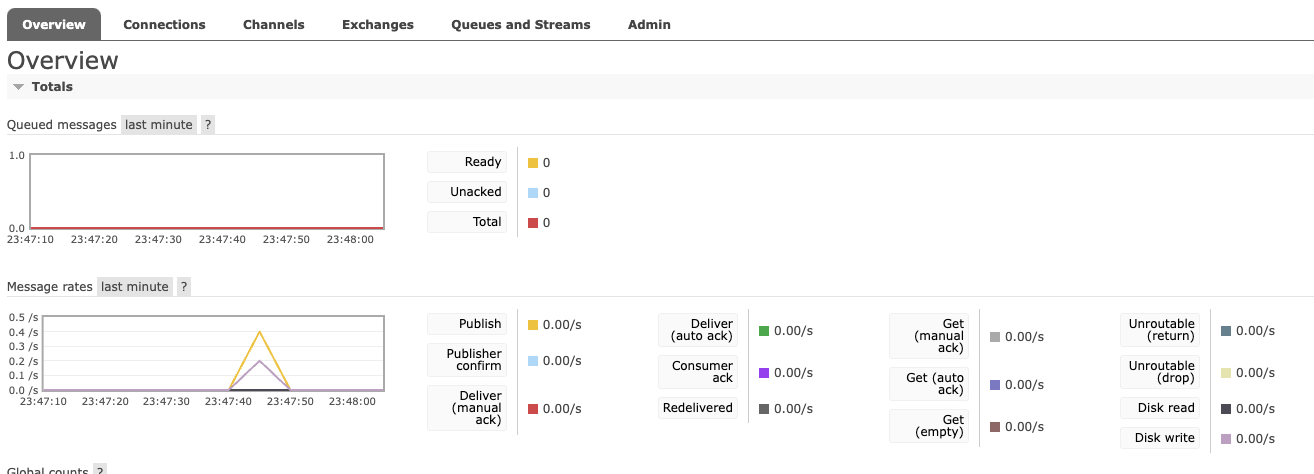 Overview Connections Channels Exchanges Queues and Streams Admin
Overview
Totals
Queued messages last minute ?
1.0
0.0
23:47:10 23:47:20 23:47:30 23:47:40 23:47:50 23:48:00
Ready 0
Unacked 0
Total 0
Message rates last minute ?
0.5 /s
0.4 /s
0.3 /s
0.2 /s
0.1 /s
0.0 /s
23:47:10 23:47:20 23:47:30 23:47:40 23:47:50 23:48:00
Publish 0.00/s
Publisher
confirm 0.00/s
Deliver
(manual 0.00/s
ack)
Deliver
(auto ack) 0.00/s
Consumer
ack 0.00/s
Redelivered 0.00/s
Get
(manual 0.00/s
ack)
Get (auto
ack) 0.00/s
Get
(empty) 0.00/s
Unroutable
(return) 0.00/s
Unroutable
(drop) 0.00/s
Disk read 0.00/s
Disk write 0.00/s
Global counts ?